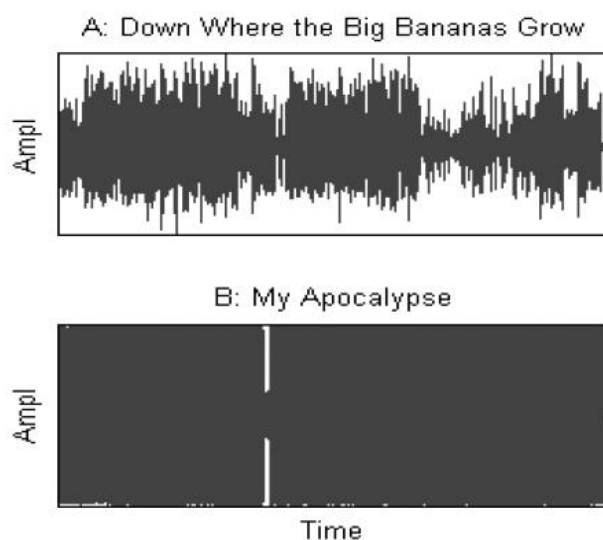 A: Down Where the Big Bananas Grow
Ampl
B: My Apocalypse
Ampl
Time